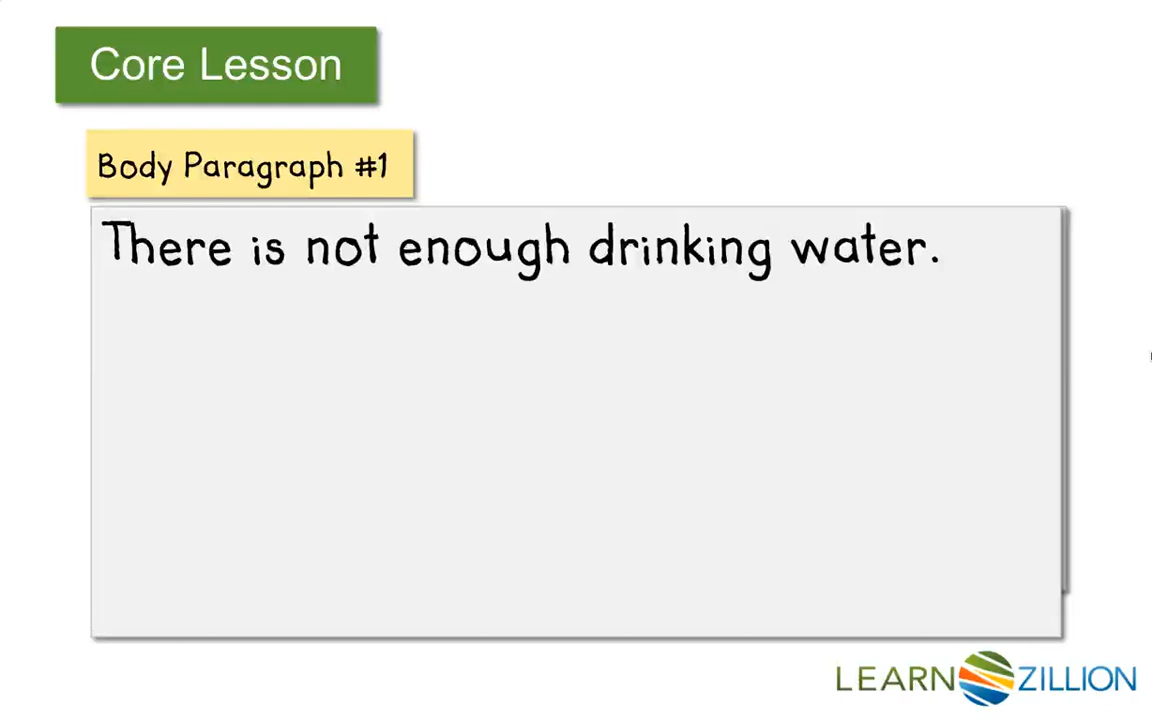 Core Lesson
Body Paragraph #1
There is not enough drinking water.
LEARNZILLION